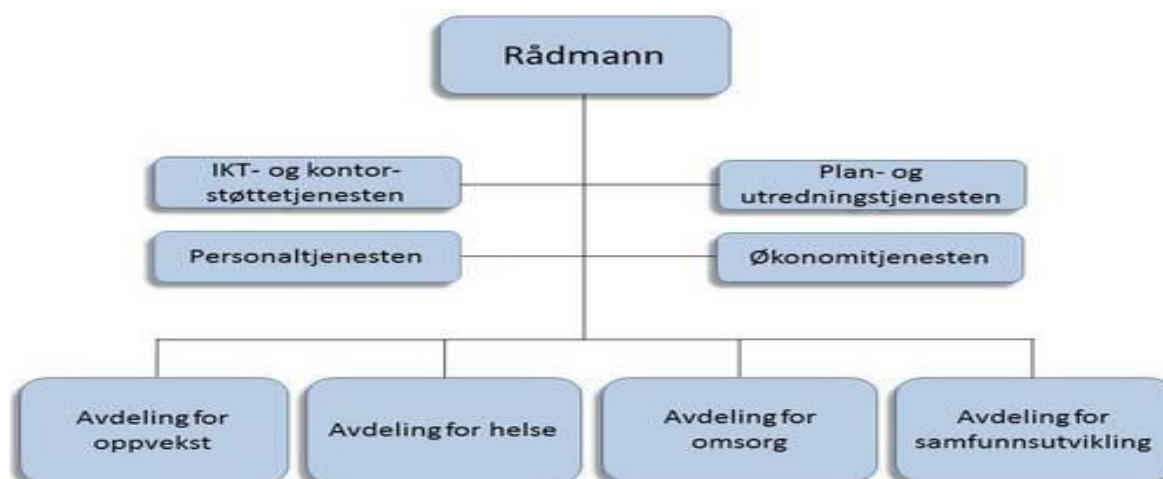 Rådmann
IKT- og kontor-
støttetjenesten
Plan- og
utredningstjenesten
Personaltjenesten
Økonomitjenesten
Avdeling for
oppvekst
Avdeling for helse
Avdeling for
omsorg
Avdeling for
samfunnsutvikling